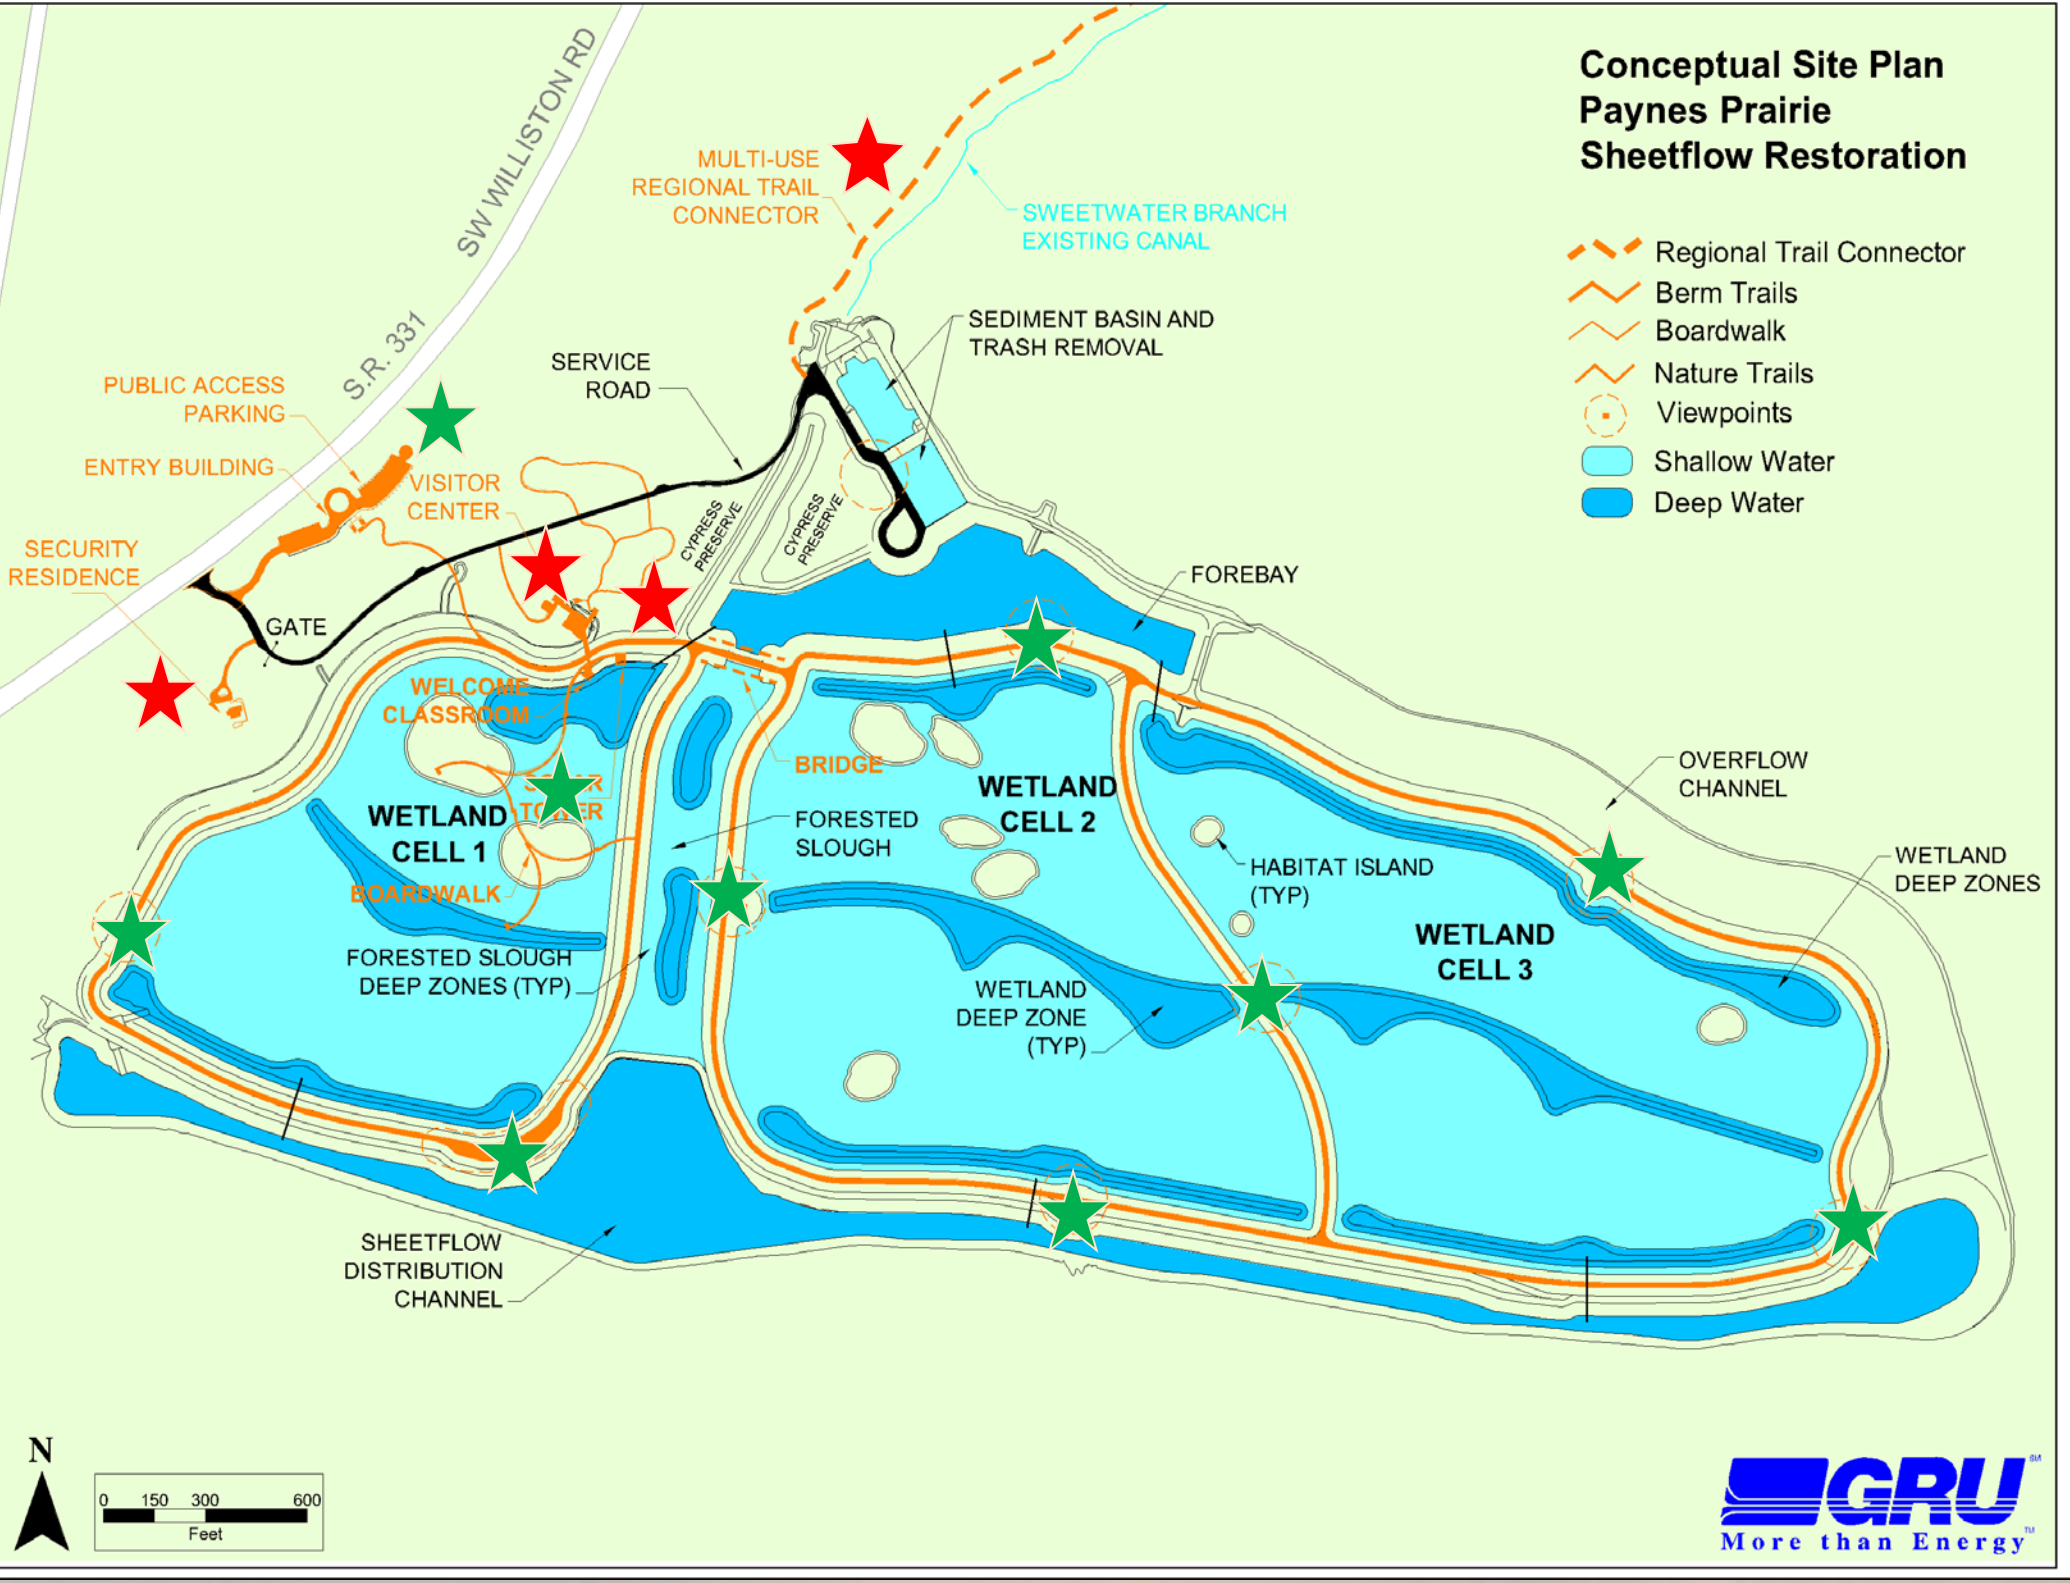 Conceptual Site Plan
Paynes Prairie
Sheetflow Restoration
Regional Trail Connector
Berm Trails
Boardwalk
Nature Trails
Viewpoints
Shallow Water
Deep Water
SW WILLISTON RD
S.R. 331
MULTI-USE
REGIONAL TRAIL
CONNECTOR
SWEETWATER BRANCH
EXISTING CANAL
SEDIMENT BASIN AND
TRASH REMOVAL
SERVICE
ROAD
PUBLIC ACCESS
PARKING
ENTRY BUILDING
VISITOR
CENTER
SECURITY
RESIDENCE
GATE
CYPRESS
PRESERVE
CYPRESS
PRESERVE
FOREBAY
WELCOME
CLASSROOM
BRIDGE
TOWER
WETLAND
CELL 1
BOARDWALK
FORESTED
SLOUGH
FORESTED SLOUGH
DEEP ZONES (TYP)
WETLAND
CELL 2
HABITAT ISLAND
(TYP)
OVERFLOW
CHANNEL
WETLAND
DEEP ZONES
WETLAND
CELL 3
WETLAND
DEEP ZONE
(TYP)
SHEETFLOW
DISTRIBUTION
CHANNEL
N
0 150 300 600
Feet
GRU SM
More than Energy TM